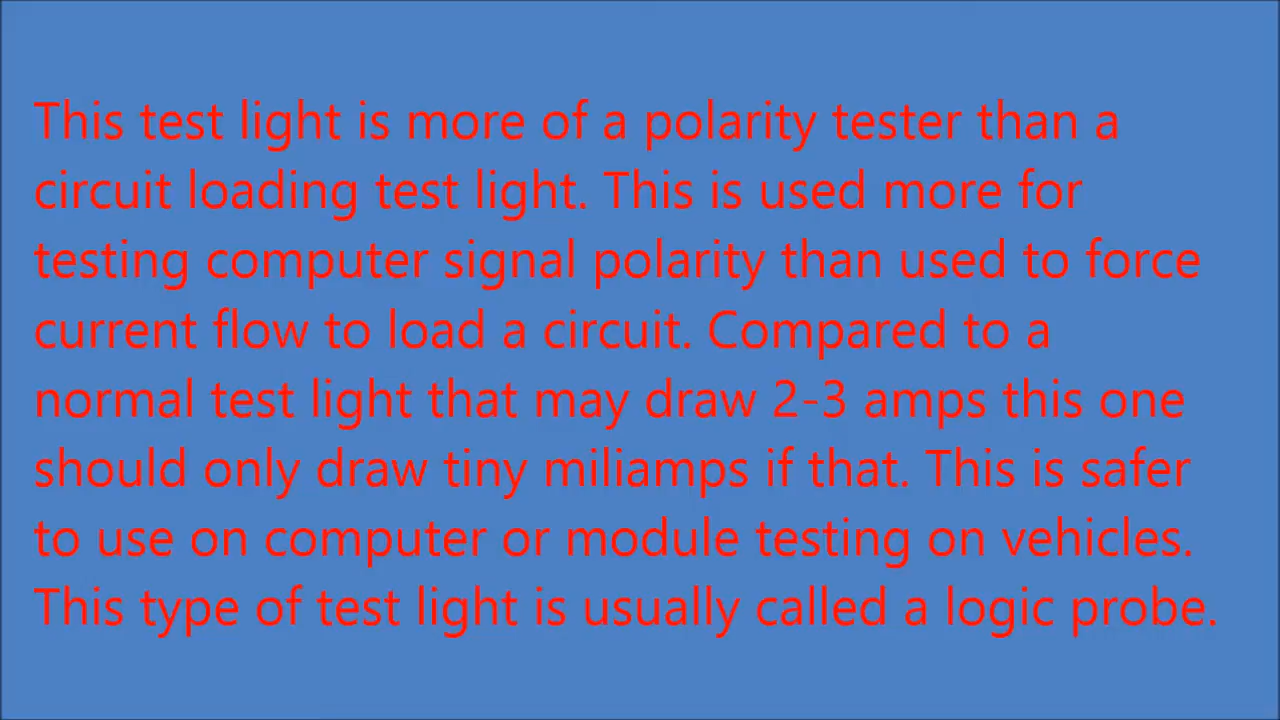 This test light is more of a polarity tester than a
circuit loading test light. This is used more for
testing computer signal polarity than used to force
current flow to load a circuit. Compared to a
normal test light that may draw 2-3 amps this one
should only draw tiny miliamps if that. This is safer
to use on computer or module testing on vehicles.
This type of test light is usually called a logic probe.